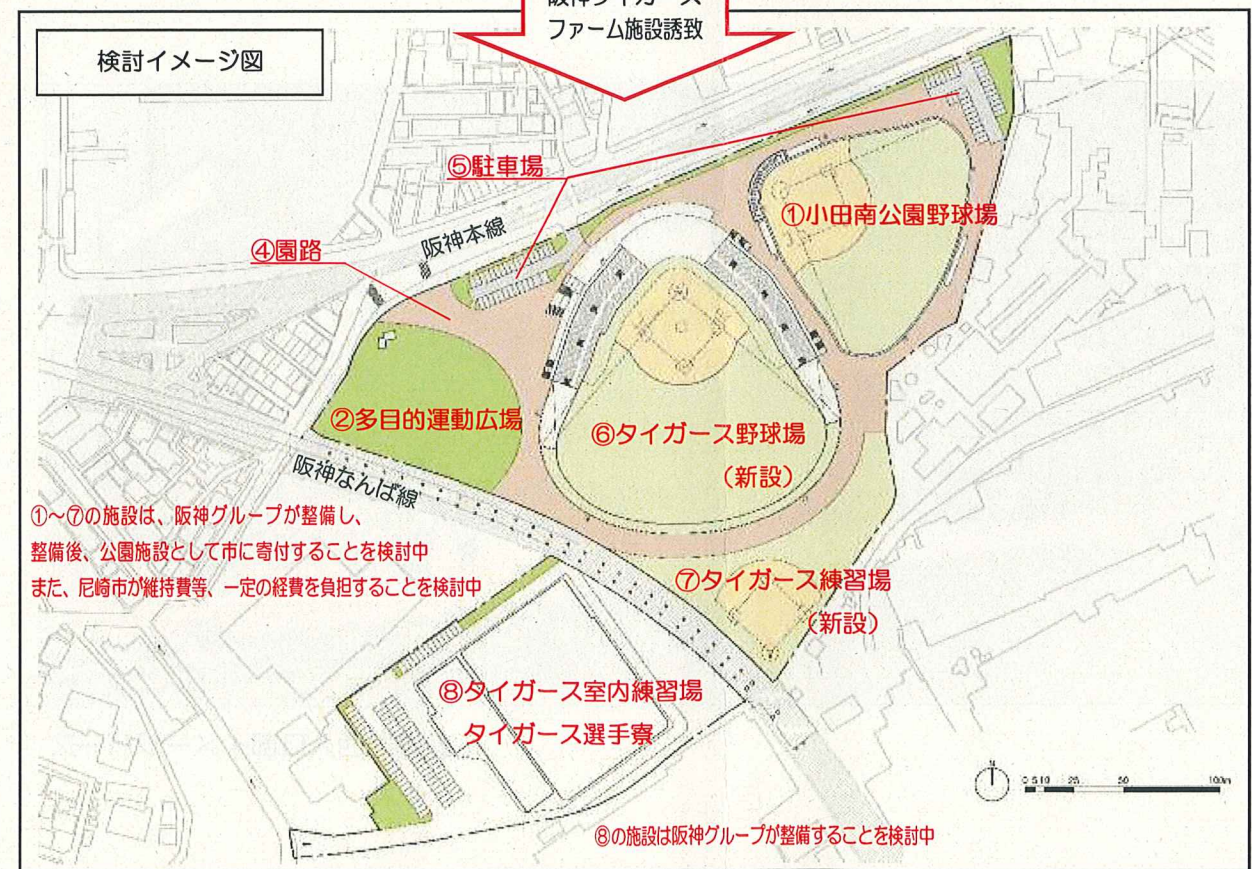 阪神タイガース
ファーム施設誘致
検討イメージ図
⑤駐車場
①小田南公園野球場
④園路
阪神本線
②多目的運動広場
⑥タイガース野球場
(新設)
阪神なんば線
①~⑦の施設は、阪神グループが整備し、
整備後、公園施設として市に寄付することを検討中
また、尼崎市が維持費等、一定の経費を負担することを検討中
⑦タイガース練習場
(新設)
⑧タイガース室内練習場
タイガース選手寮
N
0 5 10 25 50 100m
⑧の施設は阪神グループが整備することを検討中